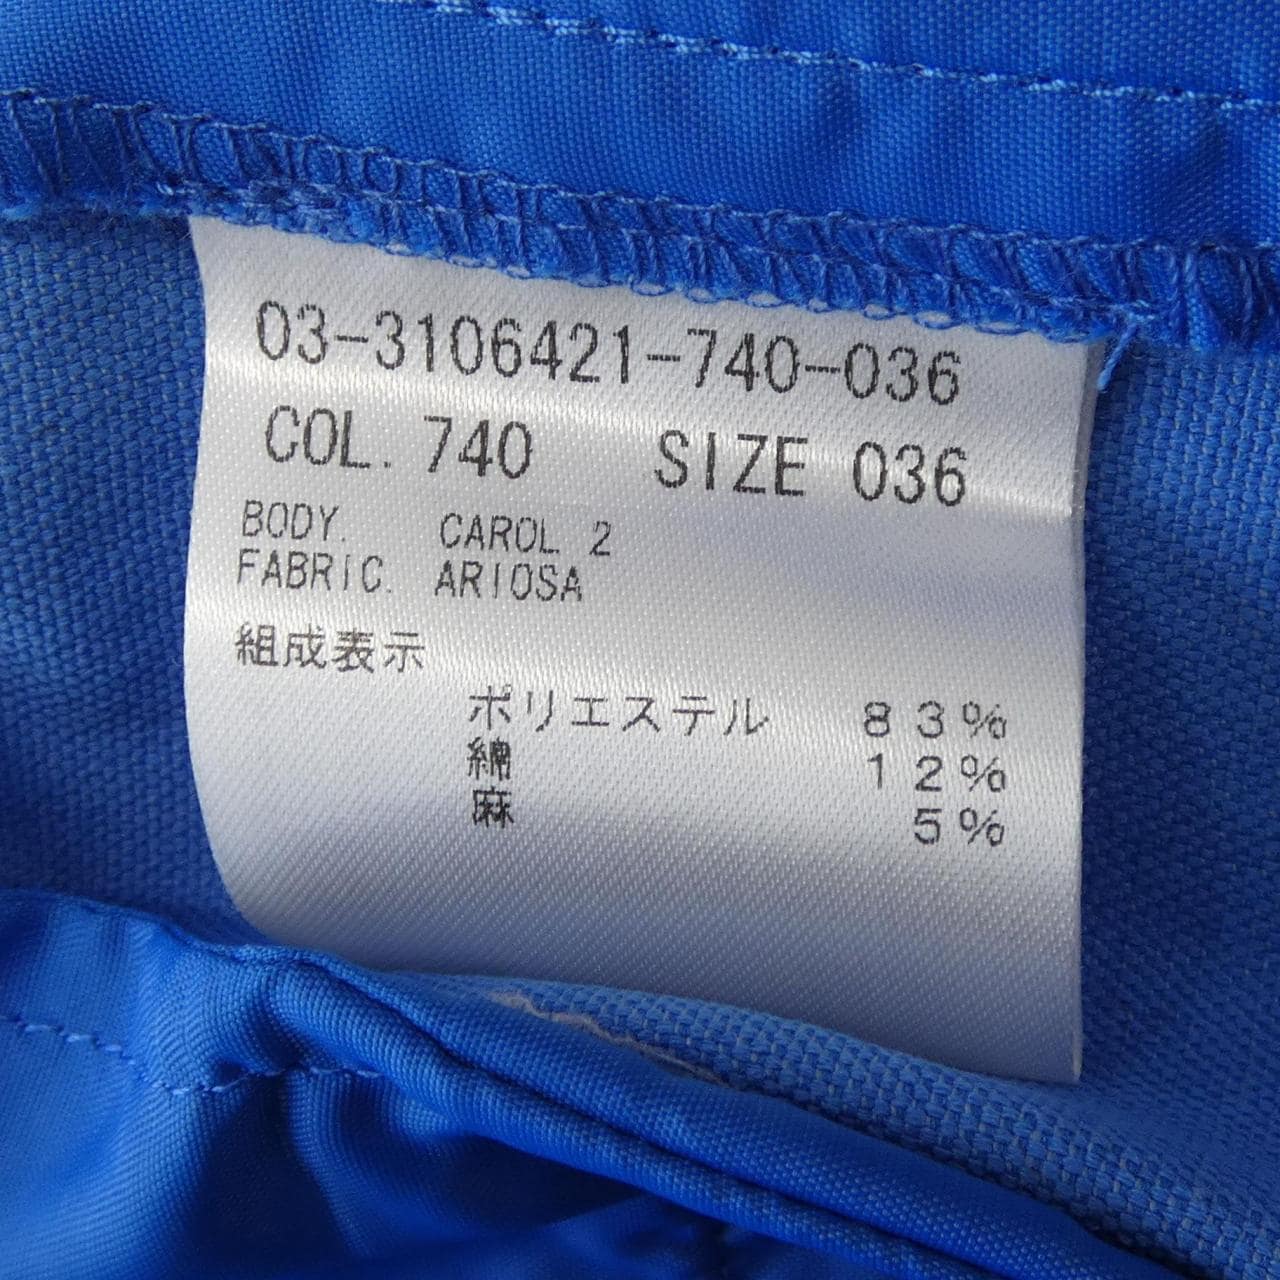 03-3106421-740-036
COL. 740 SIZE 036
BODY. CAROL 2
FABRIC. ARIOSA
組成表示
ポリエステル 83%
綿 12%
麻 5%